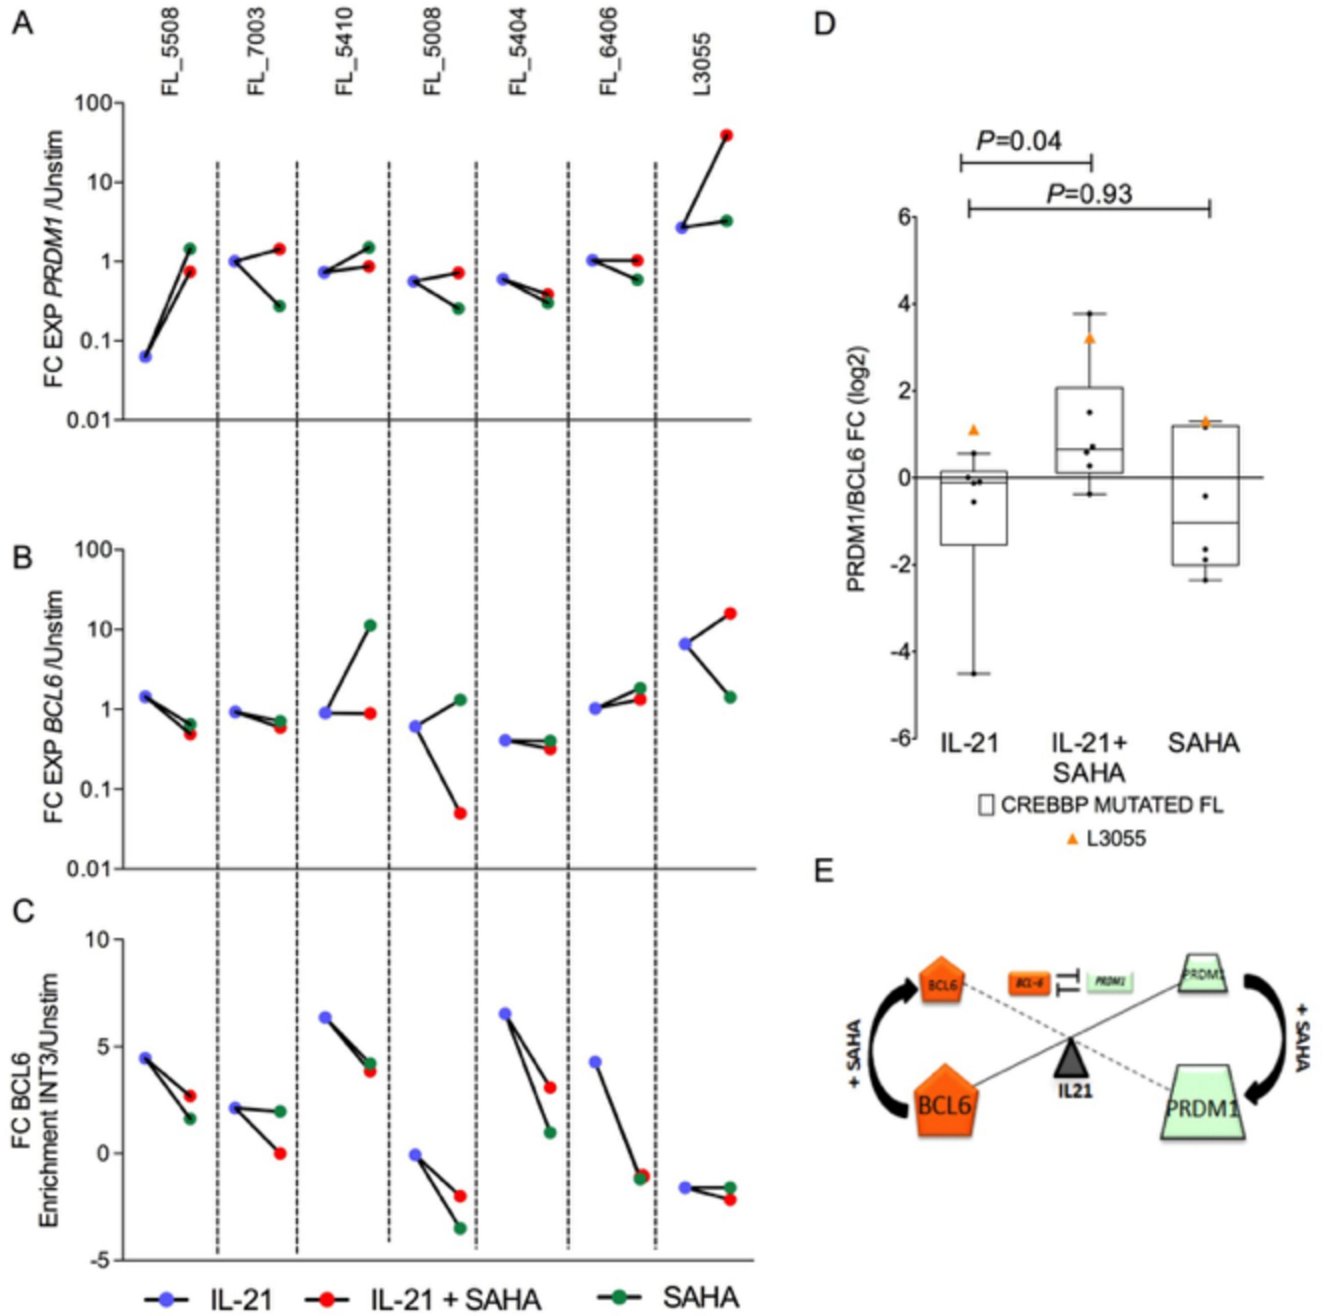 A
FL_5508
FL_7003
FL_5410
FL_5008
FL_5404
FL_6406
L3055
FC EXP PRDM1 /Unstim
100
10
1
0.1
0.01
B
FC EXP BCL6 /Unstim
100
10
1
0.1
0.01
C
FC BCL6
Enrichment INT3/Unstim
10
5
0
-5
IL-21
IL-21 + SAHA
SAHA
D
P=0.04
P=0.93
PRDM1/BCL6 FC (log2)
6
4
2
0
-2
-4
-6
IL-21
IL-21+
SAHA
SAHA
CREBBP MUTATED FL
L3055
E
BCL6
BCL-6
PRDM1
PRDM1
+ SAHA
+ SAHA
IL21
BCL6
PRDM1